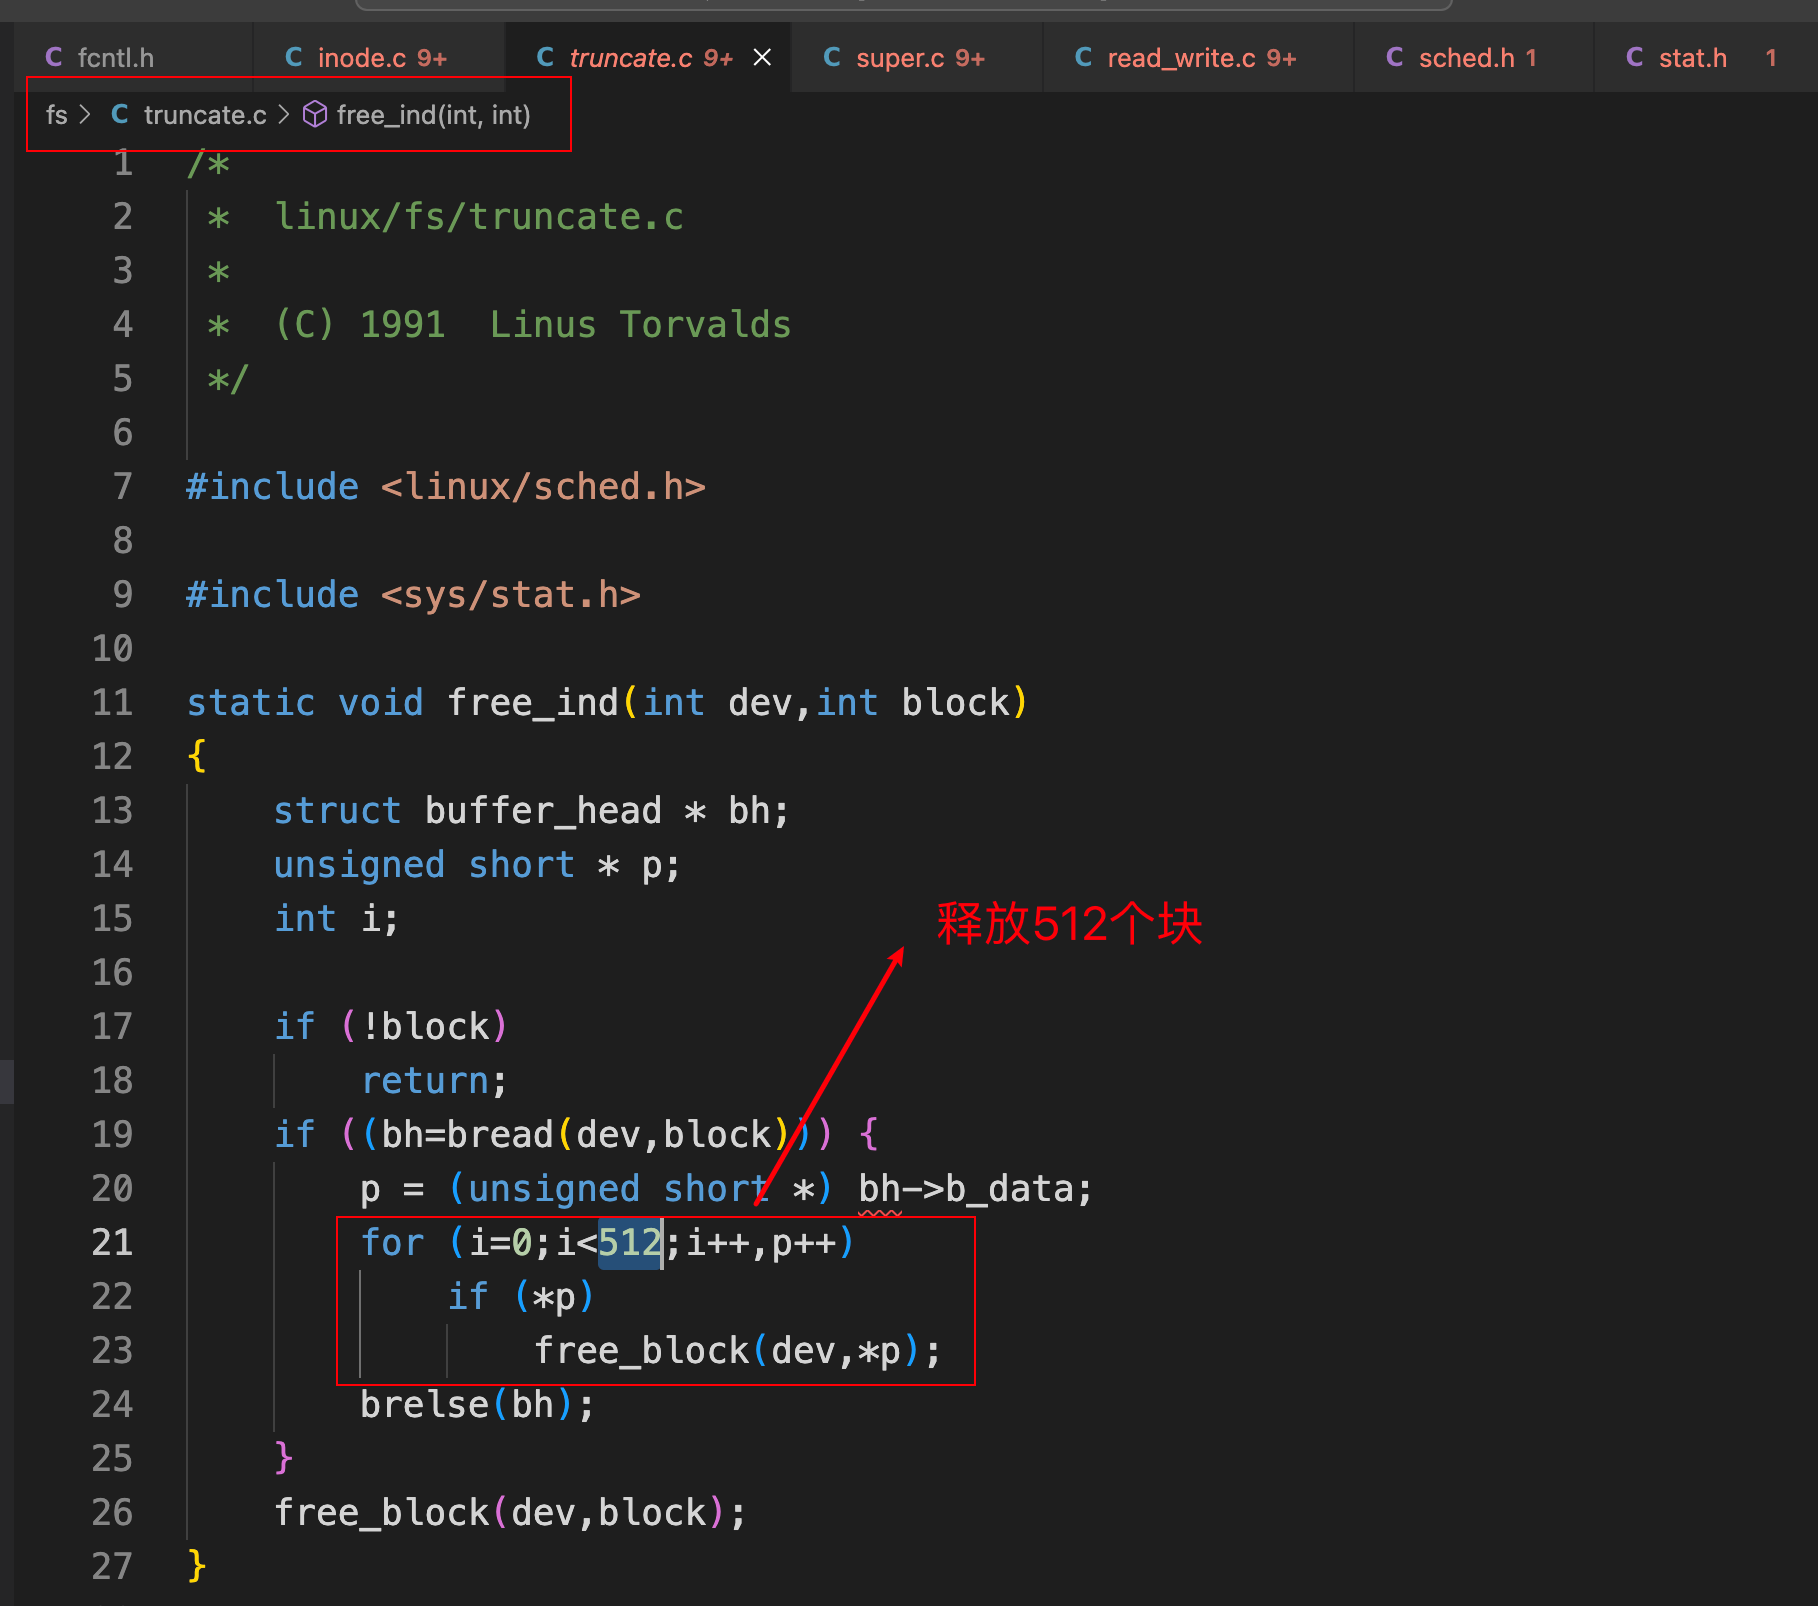 fcntl.h inode.c 9+ truncate.c 9+ super.c 9+ read_write.c 9+ sched.h 1 stat.h 1
fs > C truncate.c > free_ind(int, int)
1 /*
2  *  linux/fs/truncate.c
3  *
4  *  (C) 1991  Linus Torvalds
5  */
6
7 #include <linux/sched.h>
8
9 #include <sys/stat.h>
10
11 static void free_ind(int dev,int block)
12 {
13     struct buffer_head * bh;
14     unsigned short * p;
15     int i;
释放512个块
16
17     if (!block)
18         return;
19     if ((bh=bread(dev,block))) {
20         p = (unsigned short *) bh->b_data;
21         for (i=0;i<512;i++,p++)
22             if (*p)
23                 free_block(dev,*p);
24         brelse(bh);
25     }
26     free_block(dev,block);
27 }